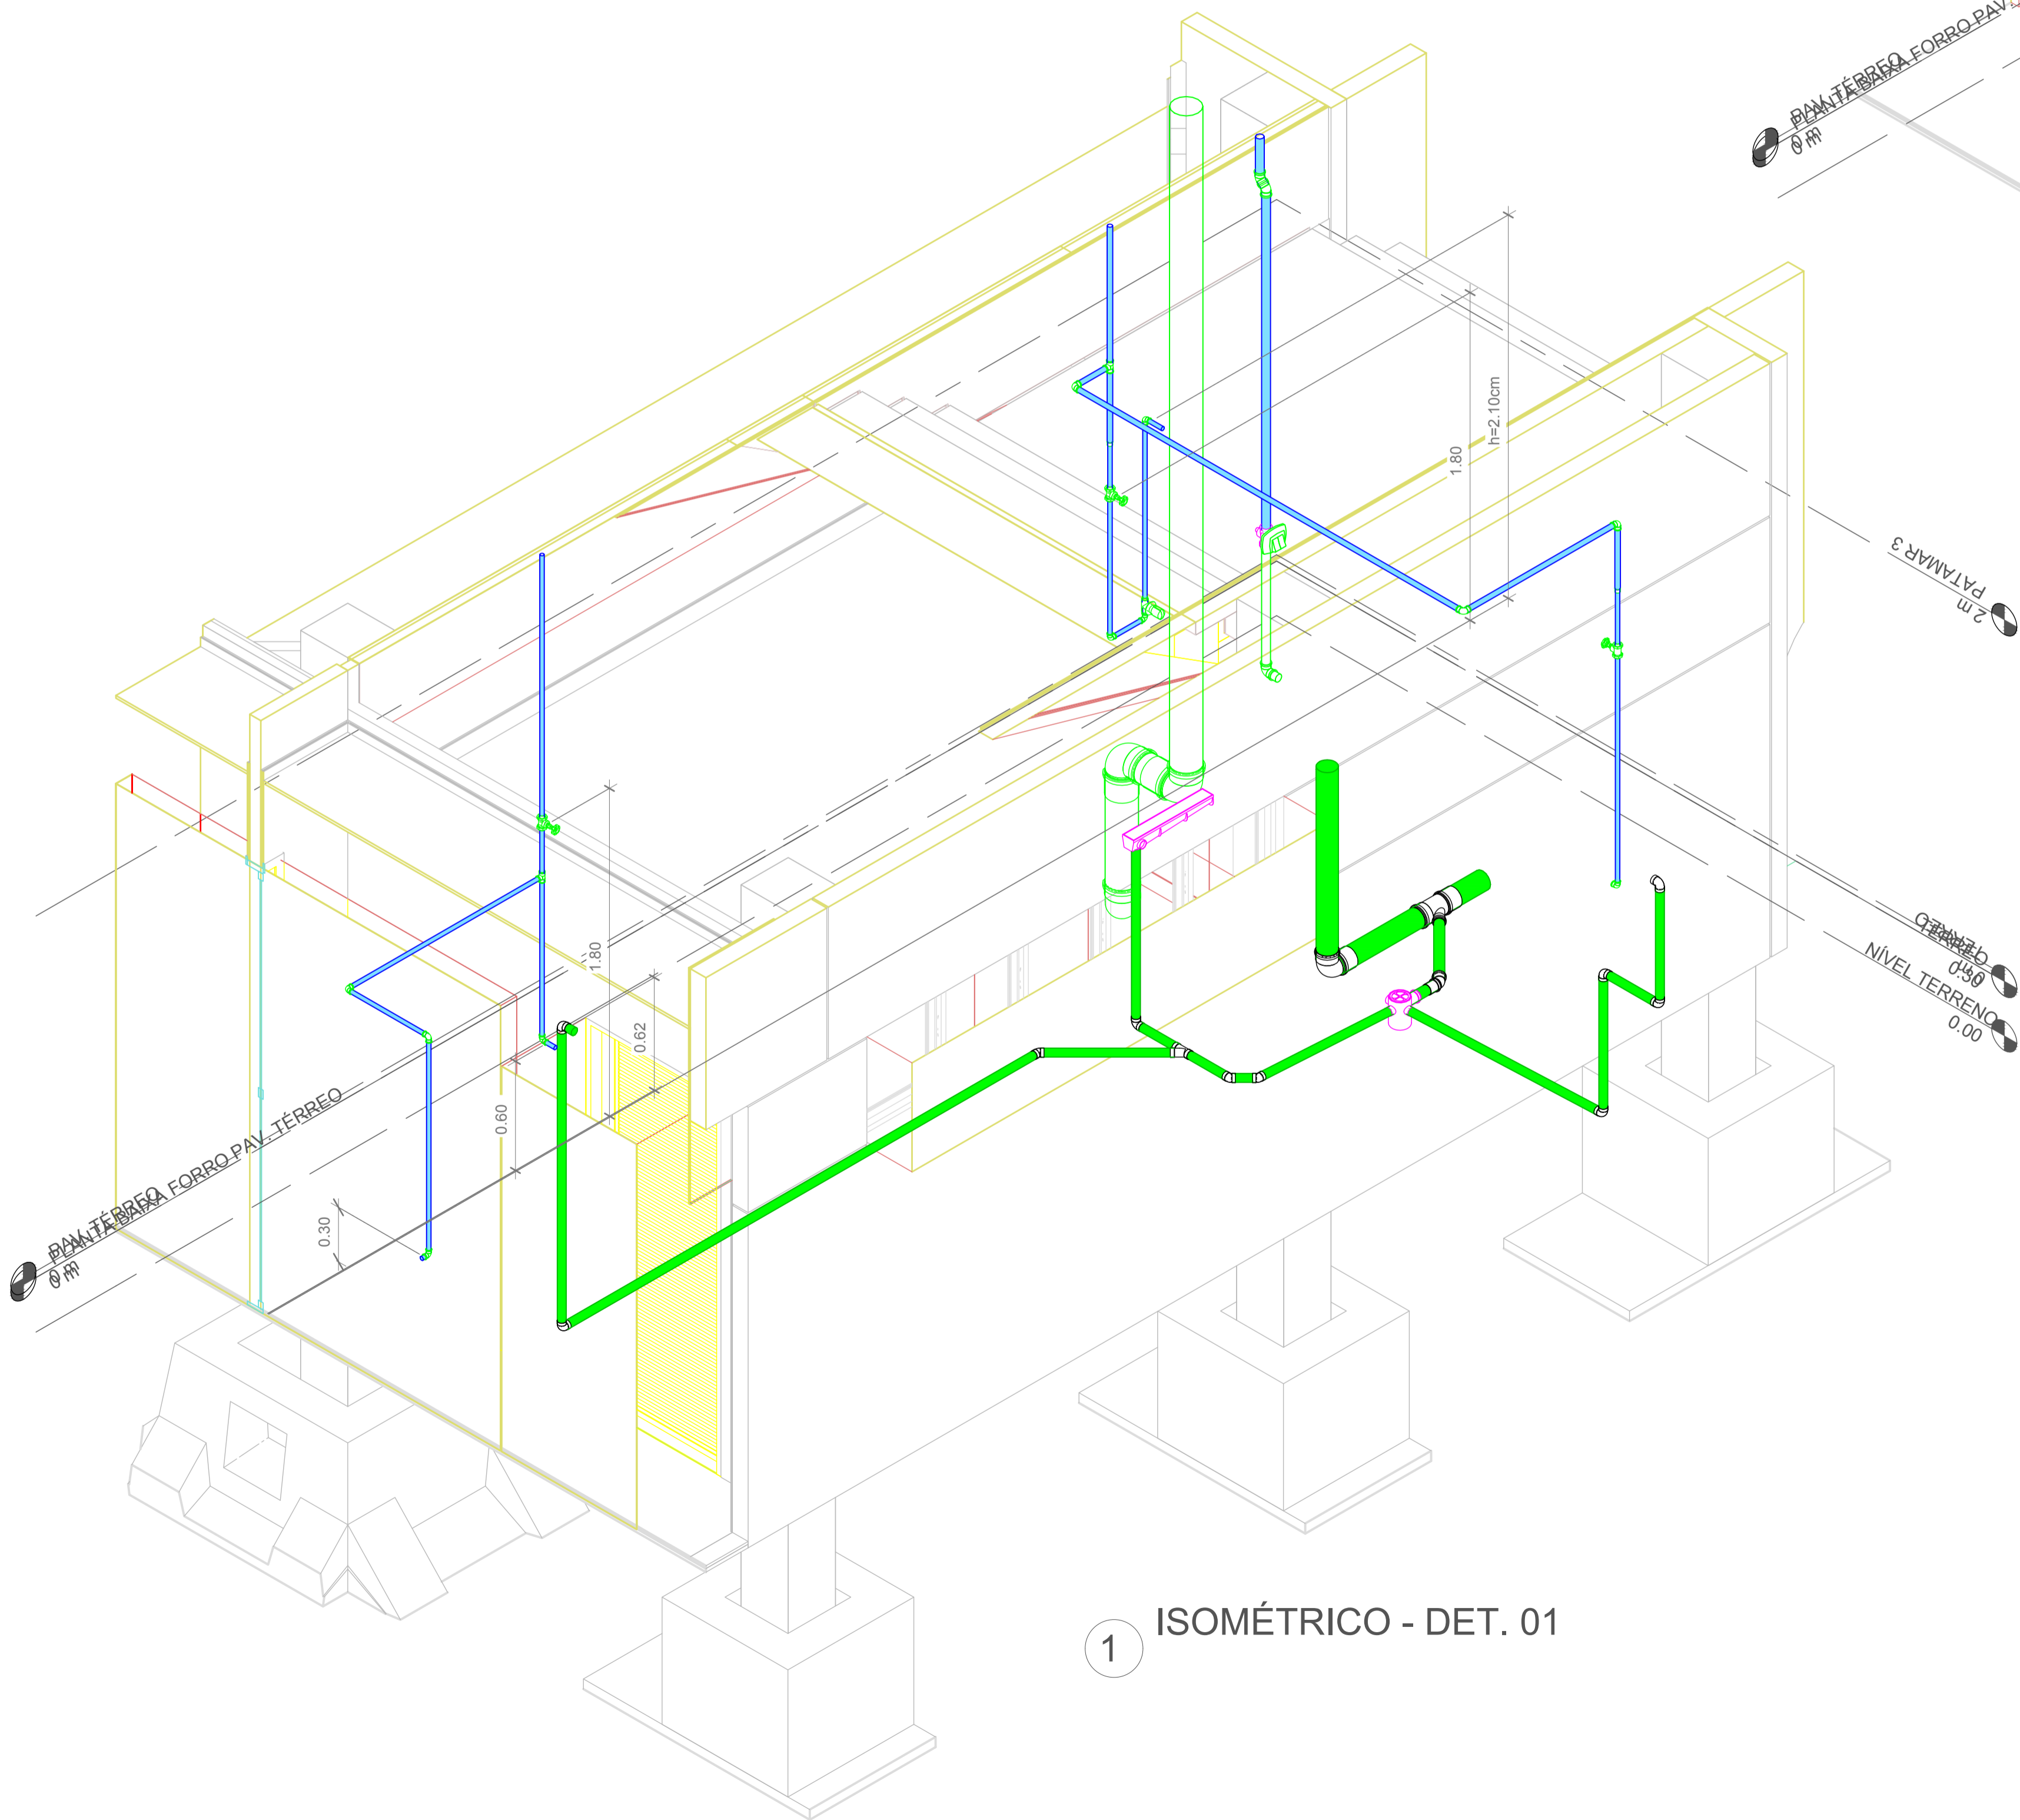 PAV. TÉRREO
0 m
PLANTA BAIXA FORRO PAV.
0 m
h=2.10cm
1.80
PATAMAR 3
2 m
TÉRREO
0.30
NÍVEL TERRENO
0.00
1.80
0.62
0.60
0.30
PAV. TÉRREO
0 m
PLANTA BAIXA FORRO PAV. TÉRREO
0 m
1
ISOMÉTRICO - DET. 01